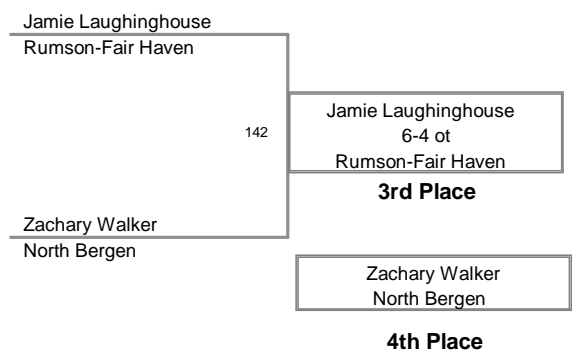 Jamie Laughinghouse
Rumson-Fair Haven
142
Jamie Laughinghouse
6-4 ot
Rumson-Fair Haven
3rd Place
Zachary Walker
North Bergen
Zachary Walker
North Bergen
4th Place